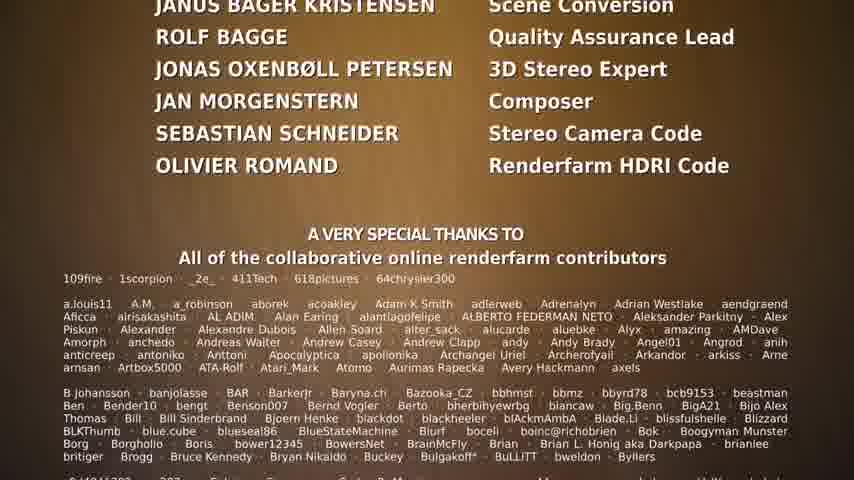 JANUS BAGER KRISTENSEN Scene Conversion
ROLF BAGGE Quality Assurance Lead
JONAS OXENBØLL PETERSEN 3D Stereo Expert
JAN MORGENSTERN Composer
SEBASTIAN SCHNEIDER Stereo Camera Code
OLIVIER ROMAND Renderfarm HDRI Code
A VERY SPECIAL THANKS TO
All of the collaborative online renderfarm contributors
109fire · 1scorpion · _2e_ · 411Tech · 618pictures · 64chrysler300
a.louis11 A.M. · a_robinson aborek · acoakley Adam K Smith · adlerweb · Adrenalyn · Adrian Westlake · aendgraend
Aficca · airisakashita · AL ADIM · Alan Earing · alantlagofelipe · ALBERTO FEDERMAN NETO · Aleksander Parkitny · Alex
Piskun · Alexander · Alexandre Dubois · Allen Soard · alter_sack · alucarde · aluebke · Alyx · amazing · AMDave
Amorph · anchedo · Andreas Walter · Andrew Casey · Andrew Clapp · andy · Andy Brady · Angel01 · Angrod · anih
anticreep · antoniko · Anttoni Apocalyptica · apollonika · Archangel Uriel · Archerofayail · Arkandor · arkiss · Arne
arnsan · Artbox5000 · ATA-Rolf · Atari_Mark Atomo · Aurimas Rapecka · Avery Hackmann · axels
B Johansson · banjolasse · BAR · BarkerJr · Baryna.ch · Bazooka_CZ · bbhmst · bbmz · bbyrd78 · bcb9153 · beastman
Ben · Bender10 · bengt · Benson007 · Bernd Vogler · Berto · bherbihyewrbg · biancaw · Big.Benn · BigA21 · Bijo Alex
Thomas · Bill · Bill Sinderbrand · Bjoern Henke · blackdot · blackheeler · blAckmAmbA · Blade.Li · blissfulshelle · Blizzard
BLKThumb · blue.cube · blueseal86 · BlueStateMachine · Blurf · boceli · boinc@richobrien · Bok · Boogyman Munster
Borg · Borghollo · Boris · bower12345 · BowersNet · BrainMcFly · Brian · Brian L. Honig aka Darkpapa · brianlee
britiger · Brogg · Bruce Kennedy · Bryan Nikaido · Buckey · Bulgakoff* · BuLLiTT · bweldon · Byllers